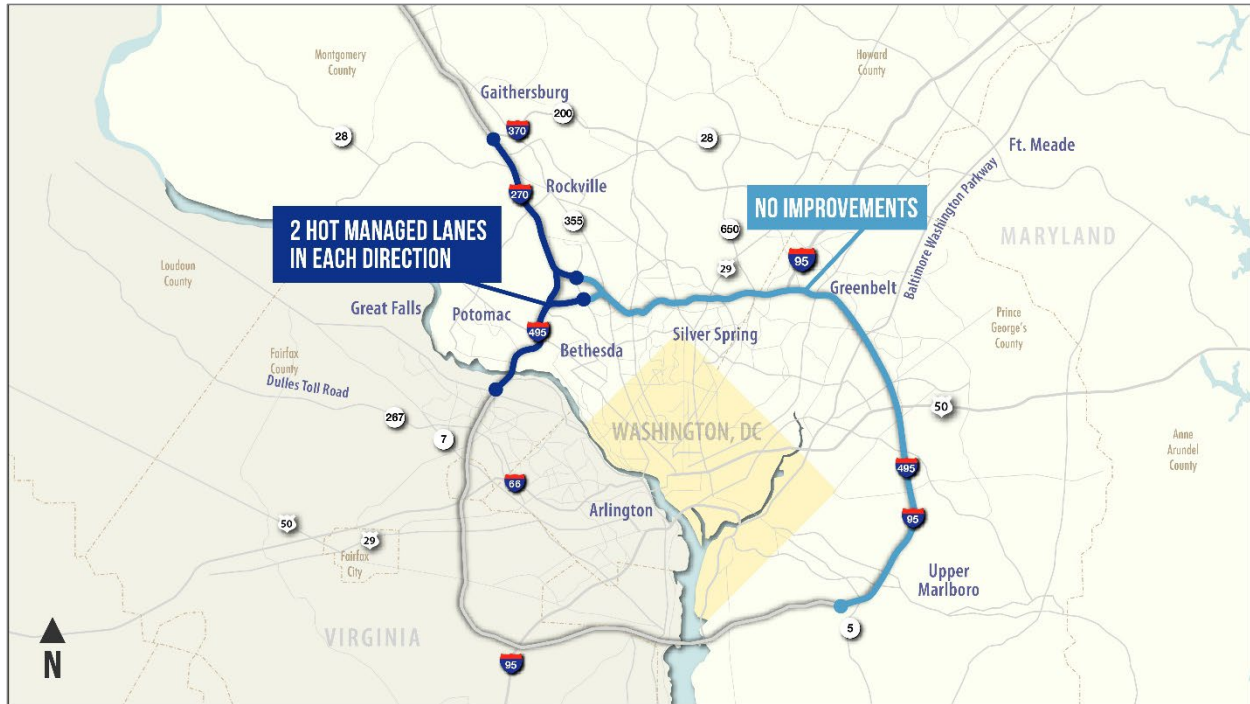 Montgomery
County
Howard
County
Gaithersburg
370
200
28
28
Ft. Meade
270
Rockville
355
650
NO IMPROVEMENTS
2 HOT MANAGED LANES
IN EACH DIRECTION
29
95
Baltimore Washington Parkway
MARYLAND
Loudoun
County
Great Falls
Potomac
495
Greenbelt
Prince
George's
County
Bethesda
Silver Spring
Fairfax
County
Dulles Toll Road
267
7
50
WASHINGTON, DC
Anne
Arundel
County
66
495
Arlington
95
50
29
Fairfax
City
Upper
Marlboro
5
N
VIRGINIA
95